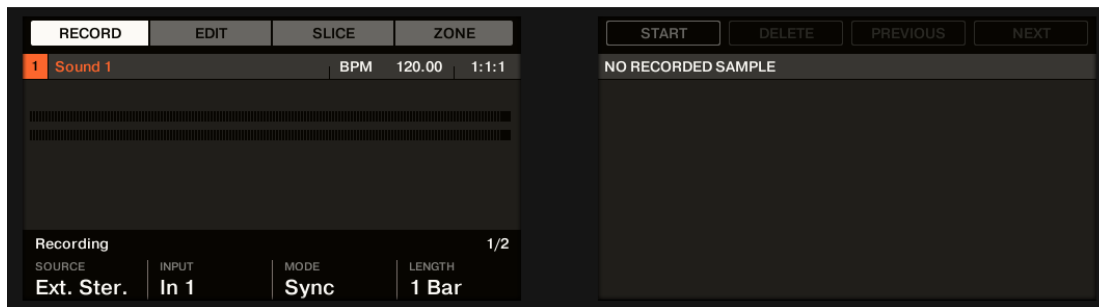 RECORD EDIT SLICE ZONE
1 Sound 1 BPM 120.00 1:1:1
Recording 1/2
SOURCE INPUT MODE LENGTH
Ext. Ster. In 1 Sync 1 Bar
START DELETE PREVIOUS NEXT
NO RECORDED SAMPLE